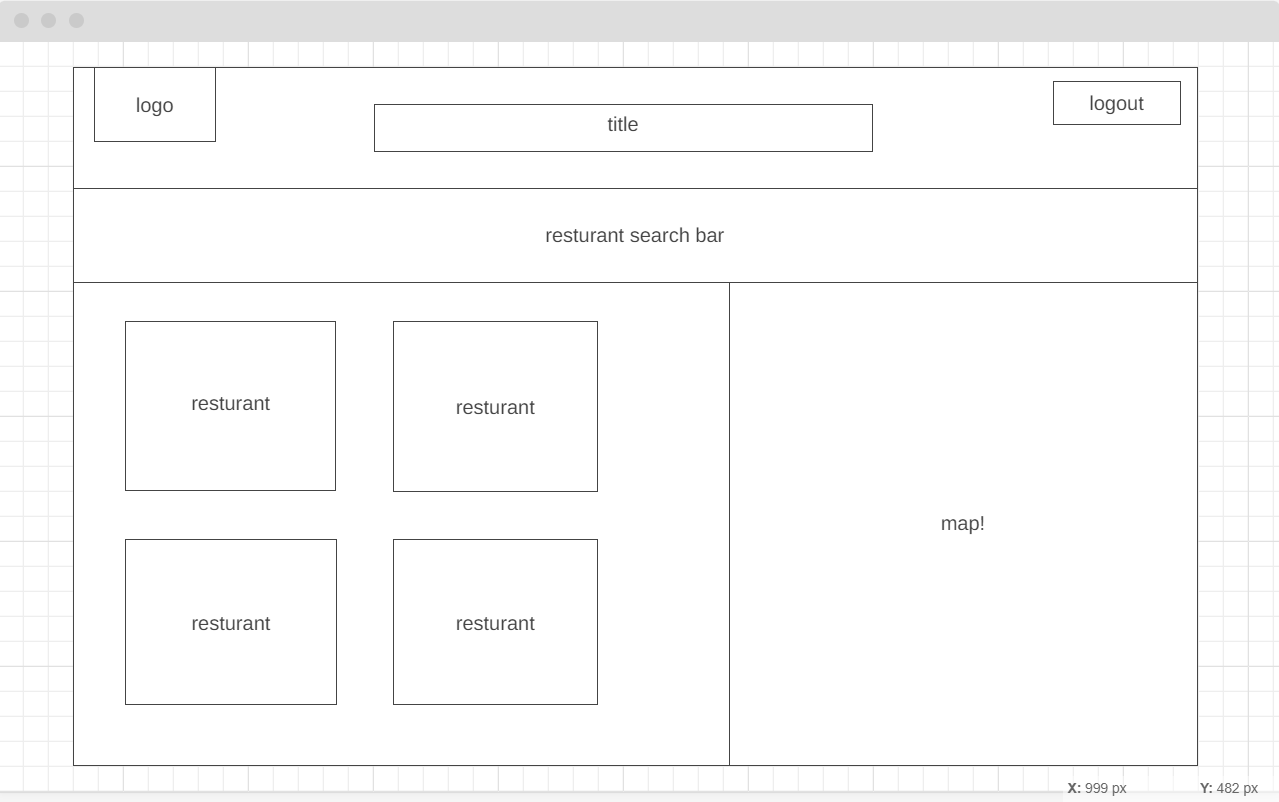 logo
title
logout
resturant search bar
resturant
resturant
map!
resturant
resturant
X: 999 px
Y: 482 px